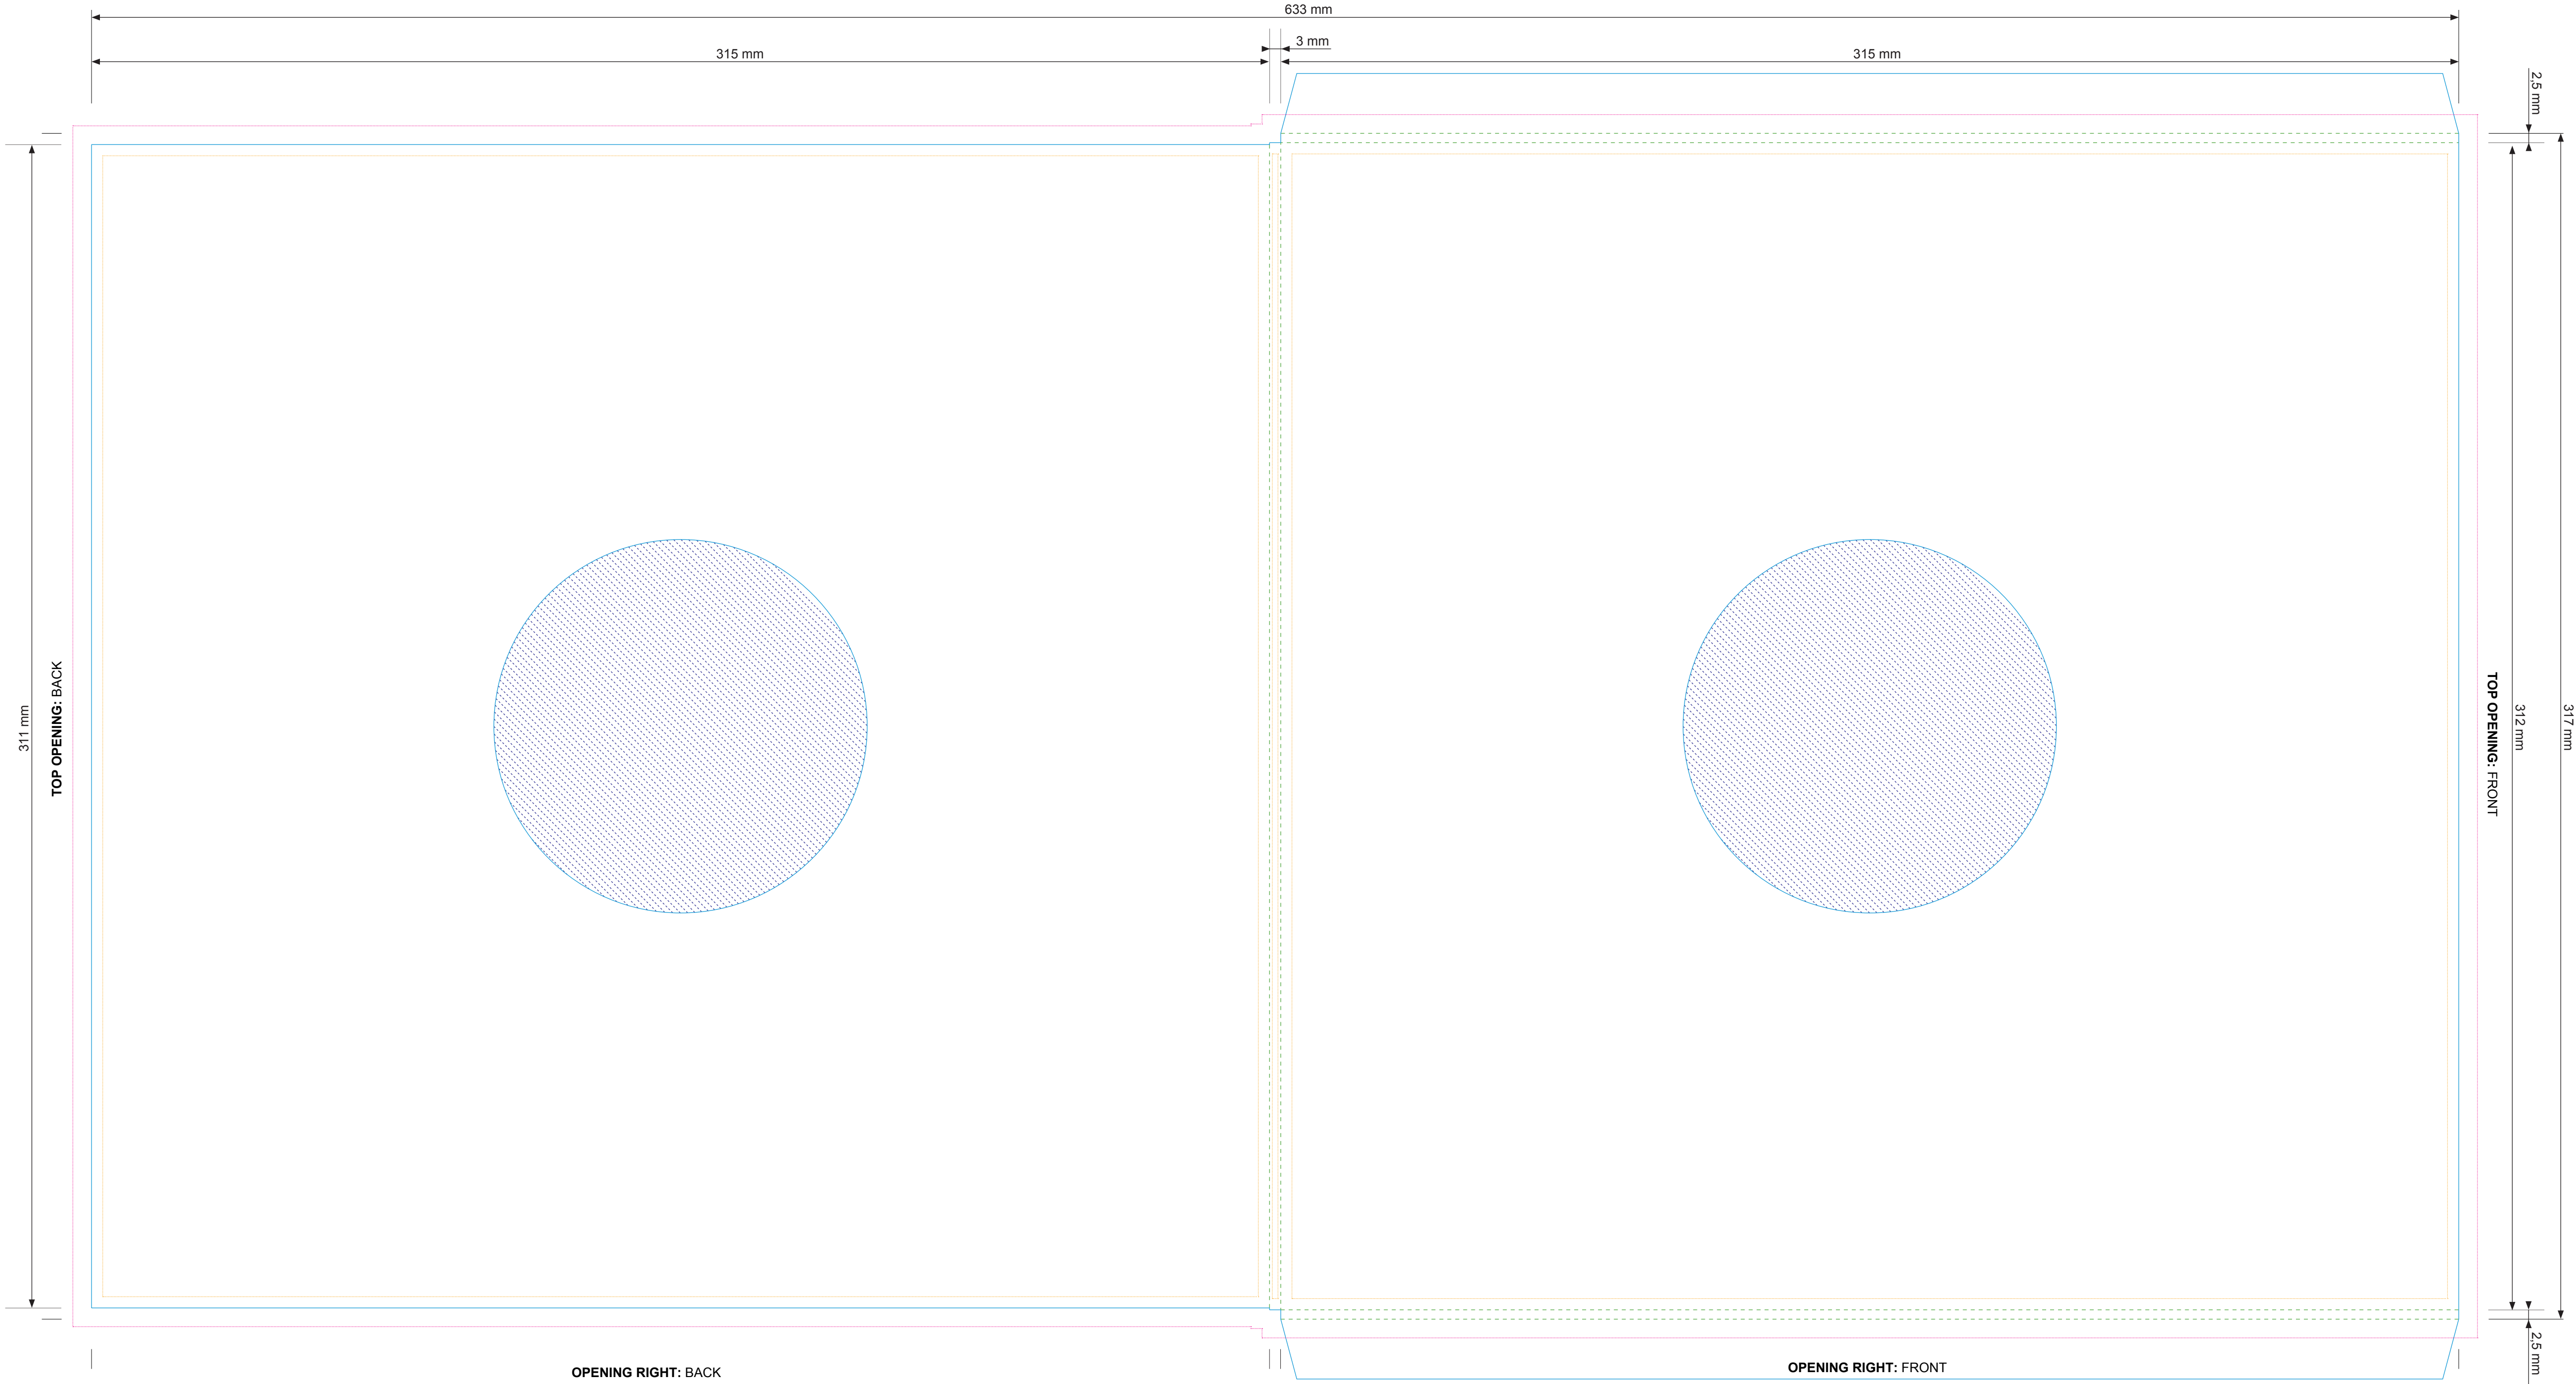 633 mm
3 mm
315 mm
315 mm
2,5 mm
311 mm
TOP OPENING: BACK
TOP OPENING: FRONT
312 mm
317 mm
2,5 mm
OPENING RIGHT: BACK
OPENING RIGHT: FRONT